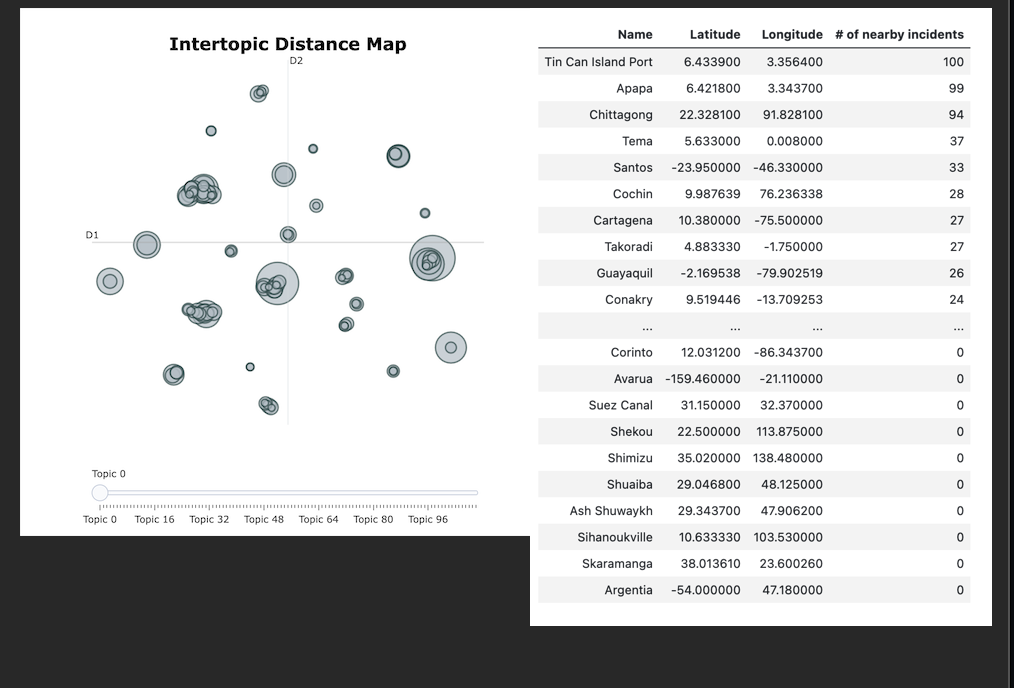 Intertopic Distance Map
D2
D1
Topic 0
Topic 0 Topic 16 Topic 32 Topic 48 Topic 64 Topic 80 Topic 96
Name Latitude Longitude # of nearby incidents
Tin Can Island Port 6.433900 3.356400 100
Apapa 6.421800 3.343700 99
Chittagong 22.328100 91.828100 94
Tema 5.633000 0.008000 37
Santos -23.950000 -46.330000 33
Cochin 9.987639 76.236338 28
Cartagena 10.380000 -75.500000 27
Takoradi 4.883330 -1.750000 27
Guayaquil -2.169538 -79.902519 26
Conakry 9.519446 -13.709253 24
... ... ... ...
Corinto 12.031200 -86.343700 0
Avarua -159.460000 -21.110000 0
Suez Canal 31.150000 32.370000 0
Shekou 22.500000 113.875000 0
Shimizu 35.020000 138.480000 0
Shuaiba 29.046800 48.125000 0
Ash Shuwaykh 29.343700 47.906200 0
Sihanoukville 10.633330 103.530000 0
Skaramanga 38.013610 23.600260 0
Argentia -54.000000 47.180000 0